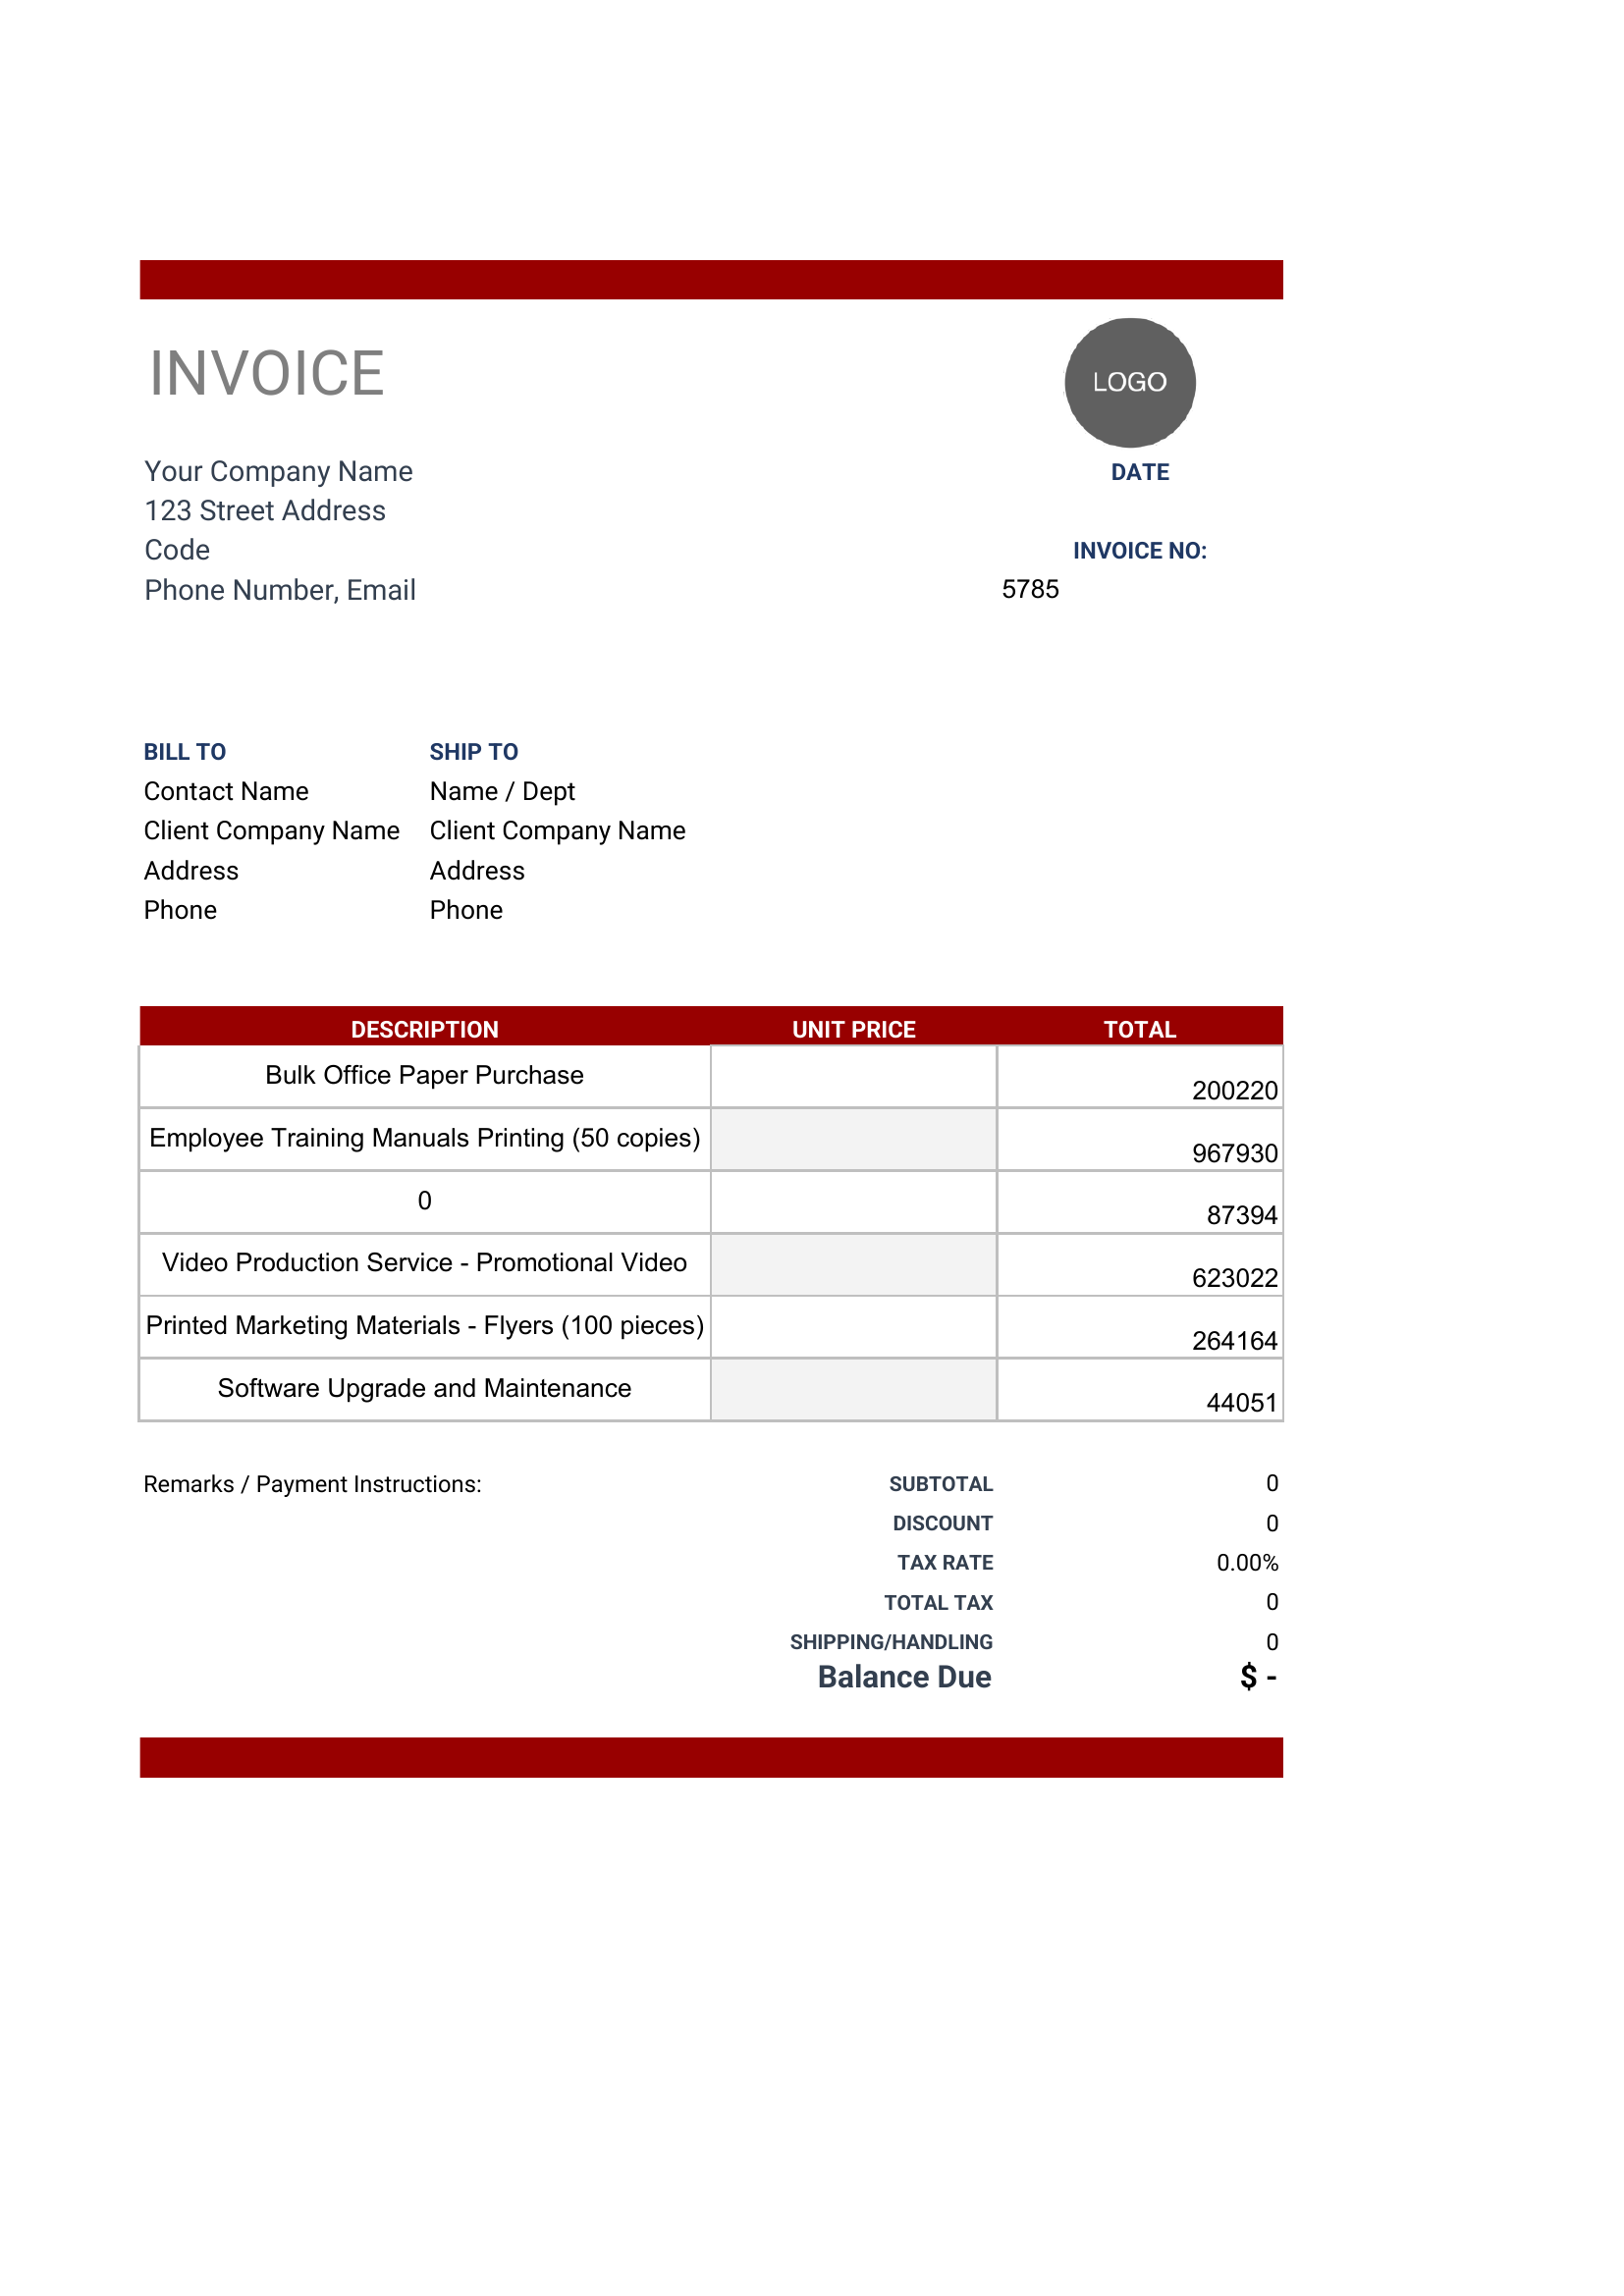 INVOICE
LOGO
Your Company Name
DATE
123 Street Address
Code
INVOICE NO:
Phone Number, Email
5785
BILL TO
SHIP TO
Contact Name
Name / Dept
Client Company Name
Client Company Name
Address
Address
Phone
Phone
DESCRIPTION UNIT PRICE TOTAL
Bulk Office Paper Purchase 200220
Employee Training Manuals Printing (50 copies) 967930
0 87394
Video Production Service - Promotional Video 623022
Printed Marketing Materials - Flyers (100 pieces) 264164
Software Upgrade and Maintenance 44051
Remarks / Payment Instructions:
SUBTOTAL 0
DISCOUNT 0
TAX RATE 0.00%
TOTAL TAX 0
SHIPPING/HANDLING 0
Balance Due $ -